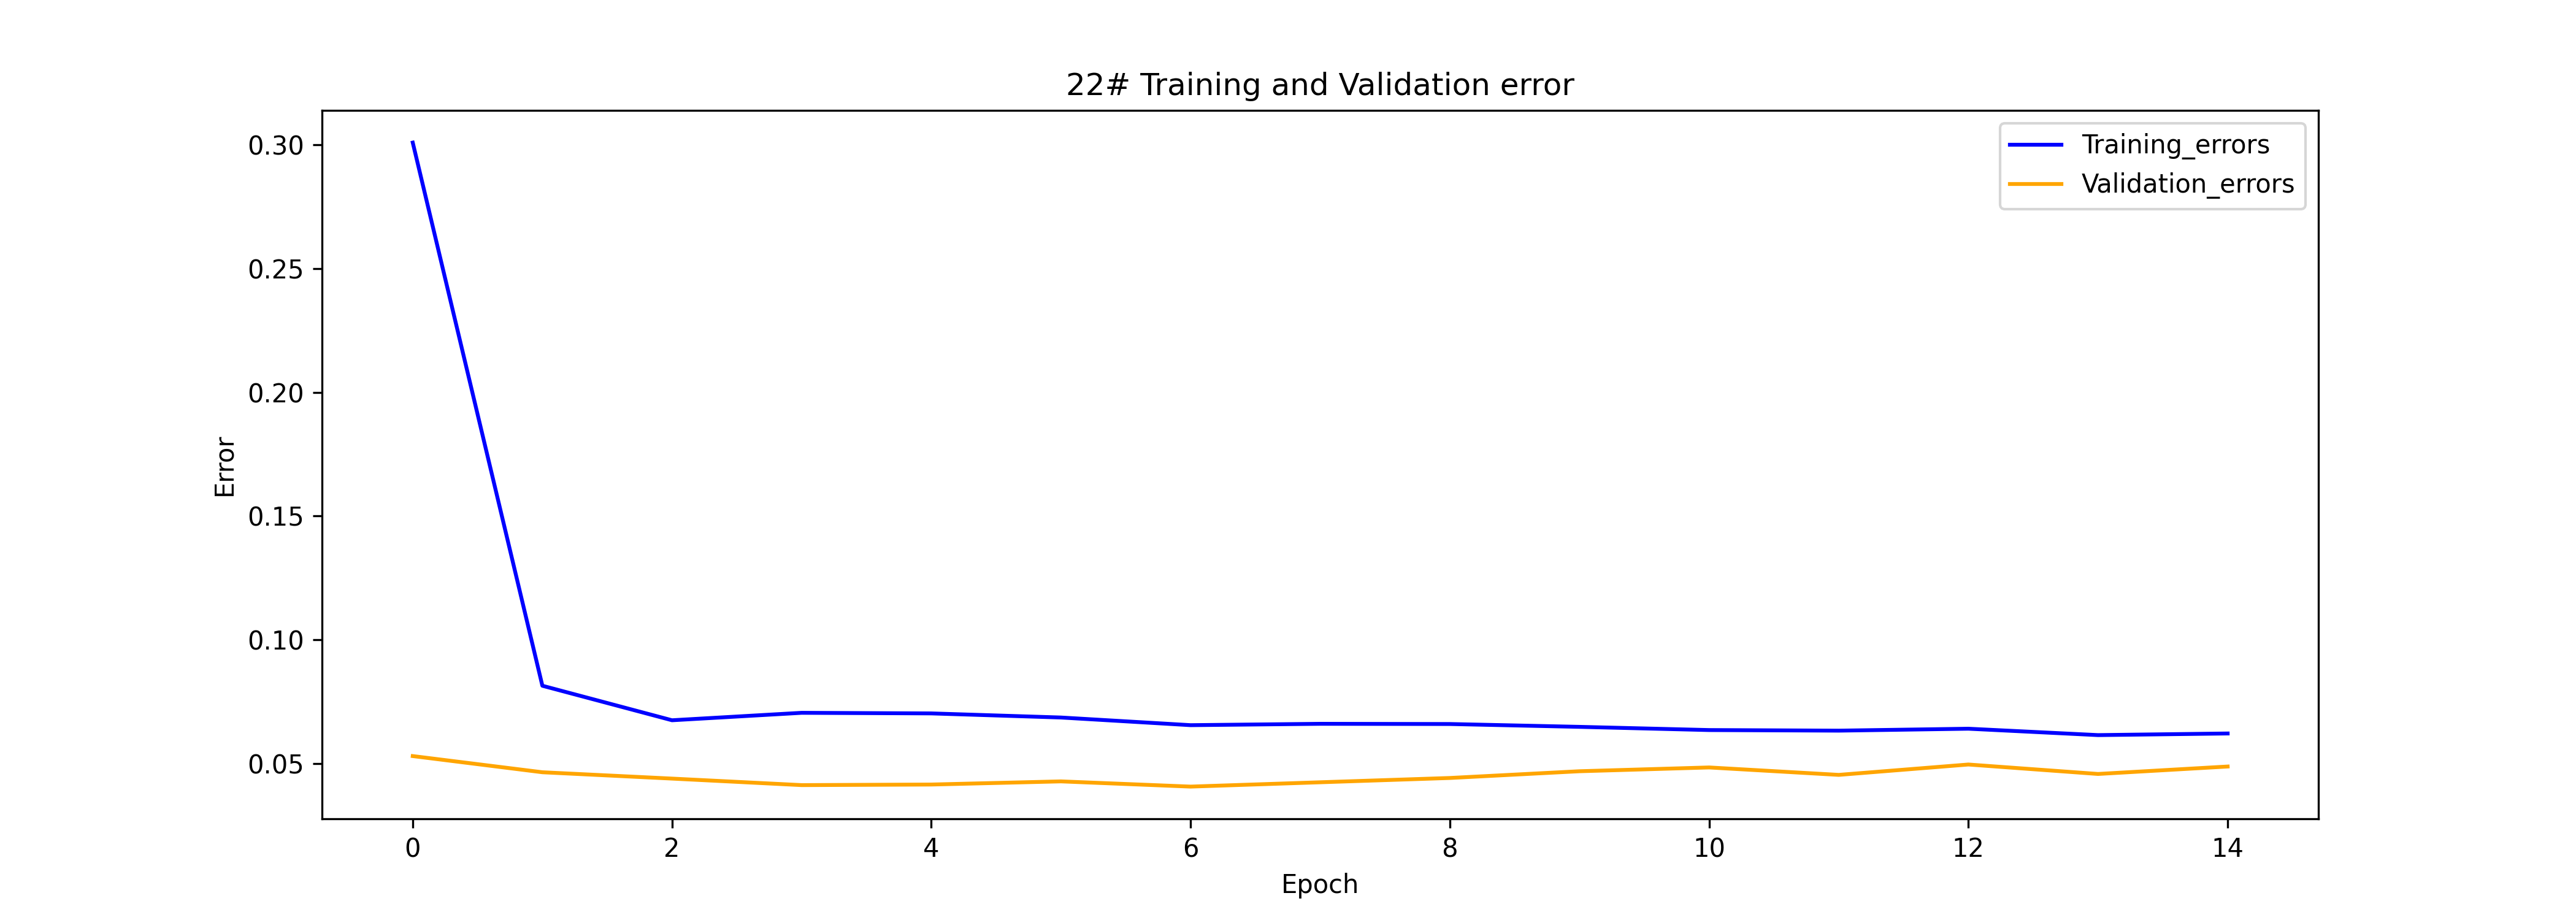 22# Training and Validation error
Training_errors
Validation_errors
Error
0.30
0.25
0.20
0.15
0.10
0.05
0 2 4 6 8 10 12 14
Epoch